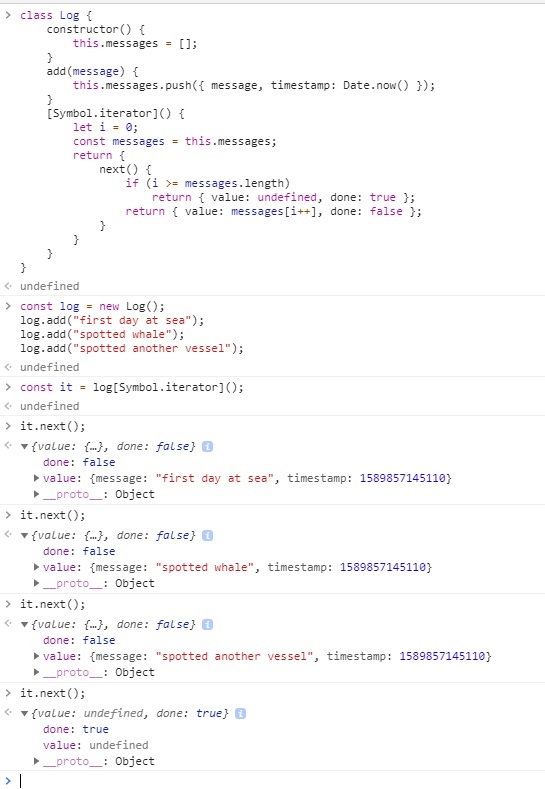 > class Log {
    constructor() {
        this.messages = [];
    }
    add(message) {
        this.messages.push({ message, timestamp: Date.now() });
    }
    [Symbol.iterator]() {
        let i = 0;
        const messages = this.messages;
        return {
            next() {
                if (i >= messages.length)
                    return { value: undefined, done: true };
                return { value: messages[i++], done: false };
            }
        }
    }
}
undefined
> const log = new Log();
log.add("first day at sea");
log.add("spotted whale");
log.add("spotted another vessel");
undefined
> const it = log[Symbol.iterator]();
undefined
> it.next();
▼{value: {…}, done: false} i
done: false
▶value: {message: "first day at sea", timestamp: 1589857145110}
▶__proto__: Object
> it.next();
▼{value: {…}, done: false} i
done: false
▶value: {message: "spotted whale", timestamp: 1589857145110}
▶__proto__: Object
> it.next();
▼{value: {…}, done: false} i
done: false
▶value: {message: "spotted another vessel", timestamp: 1589857145110}
▶__proto__: Object
> it.next();
▼{value: undefined, done: true} i
done: true
value: undefined
▶__proto__: Object
>